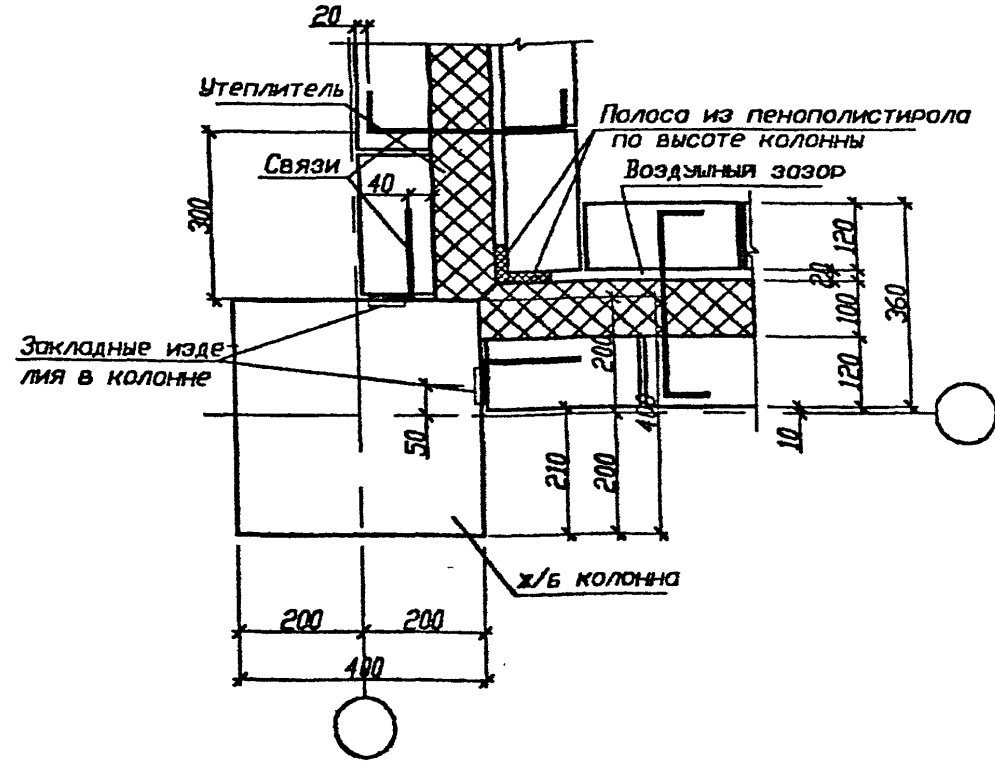 20
Утеплитель
Полоса из пенополистирола
по высоте колонны
Связи
Воздушный зазор
40
300
120
20
100
360
120
Закладные изде-
лия в колонне
200
400
50
10
210
200
ж/б колонна
200
200
400